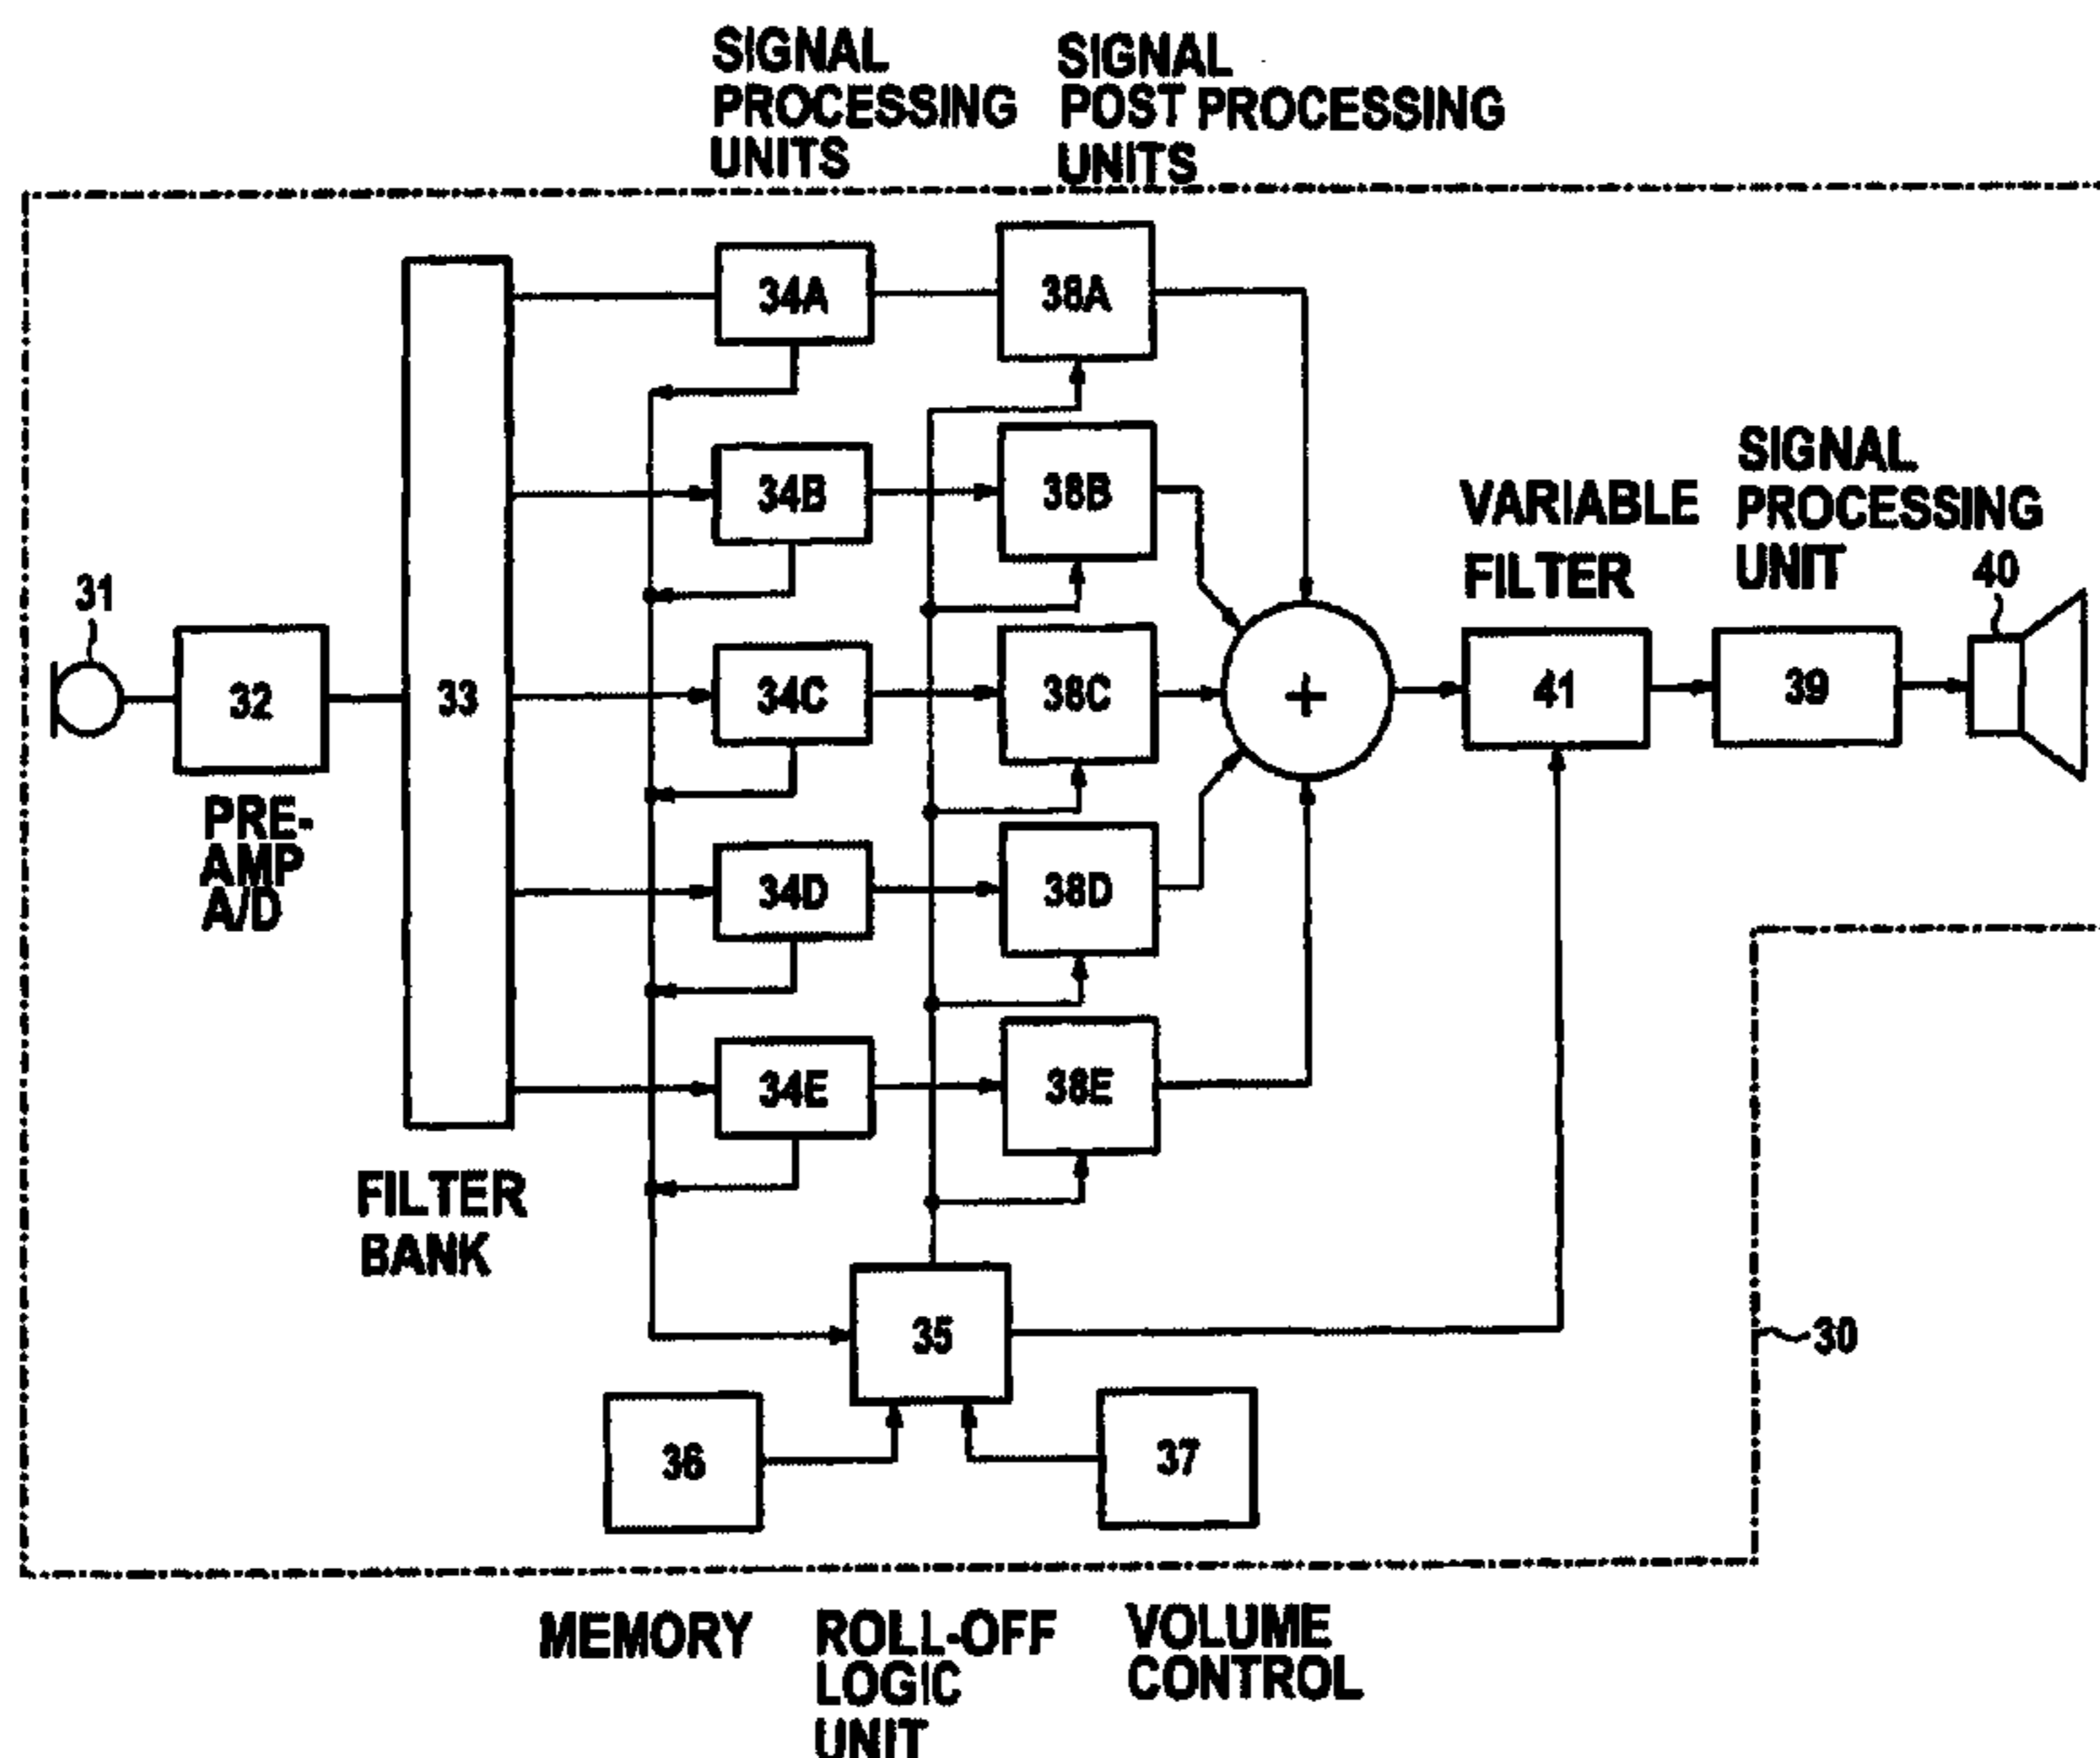 SIGNAL
PROCESSING
UNITS
SIGNAL
POST PROCESSING
UNITS
34A
38A
34B
38B
VARIABLE
FILTER
SIGNAL
PROCESSING
UNIT
31
40
32
33
34C
38C
+
41
39
PRE-
AMP
A/D
34D
38D
34E
38E
FILTER
BANK
35
30
36
37
MEMORY
ROLL-OFF
LOGIC
UNIT
VOLUME
CONTROL